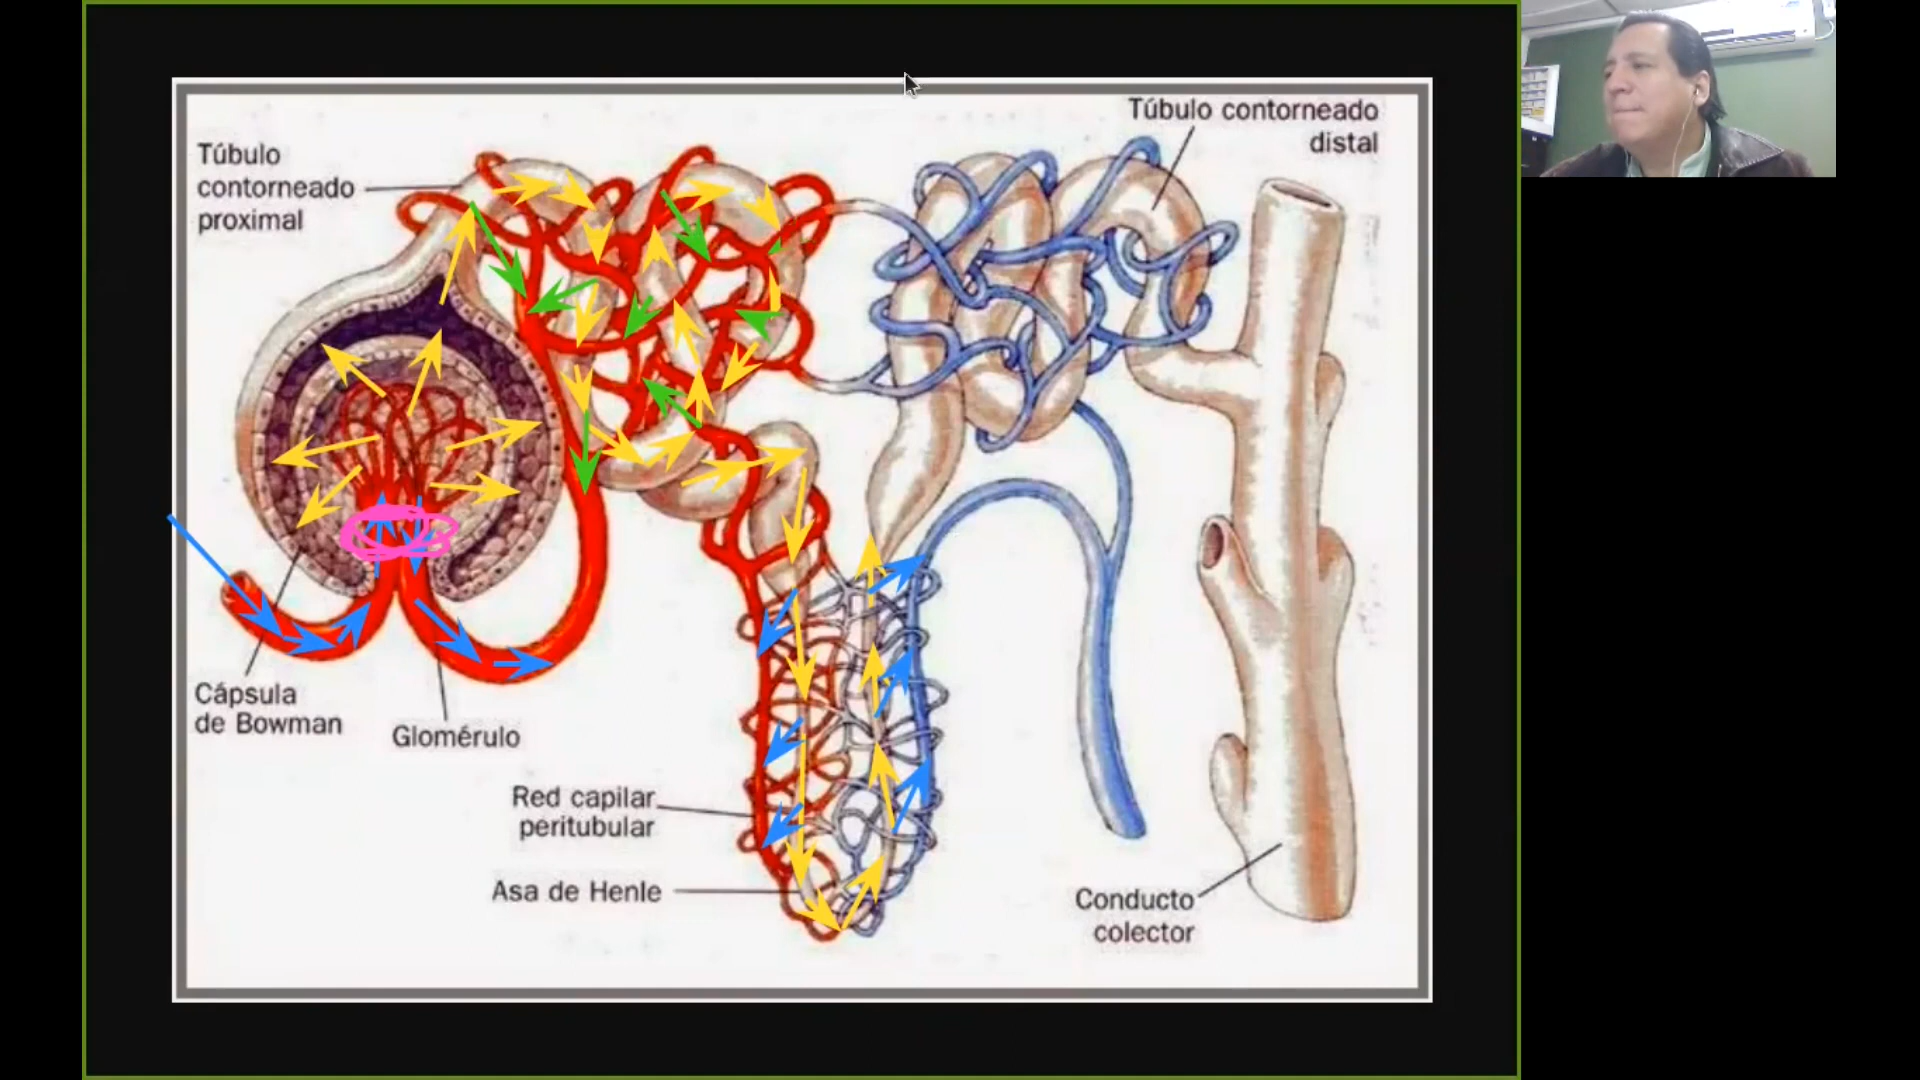 Túbulo
contorneado
proximal
Túbulo contorneado
distal
Cápsula
de Bowman
Glomérulo
Red capilar
peritubular
Asa de Henle
Conducto
colector